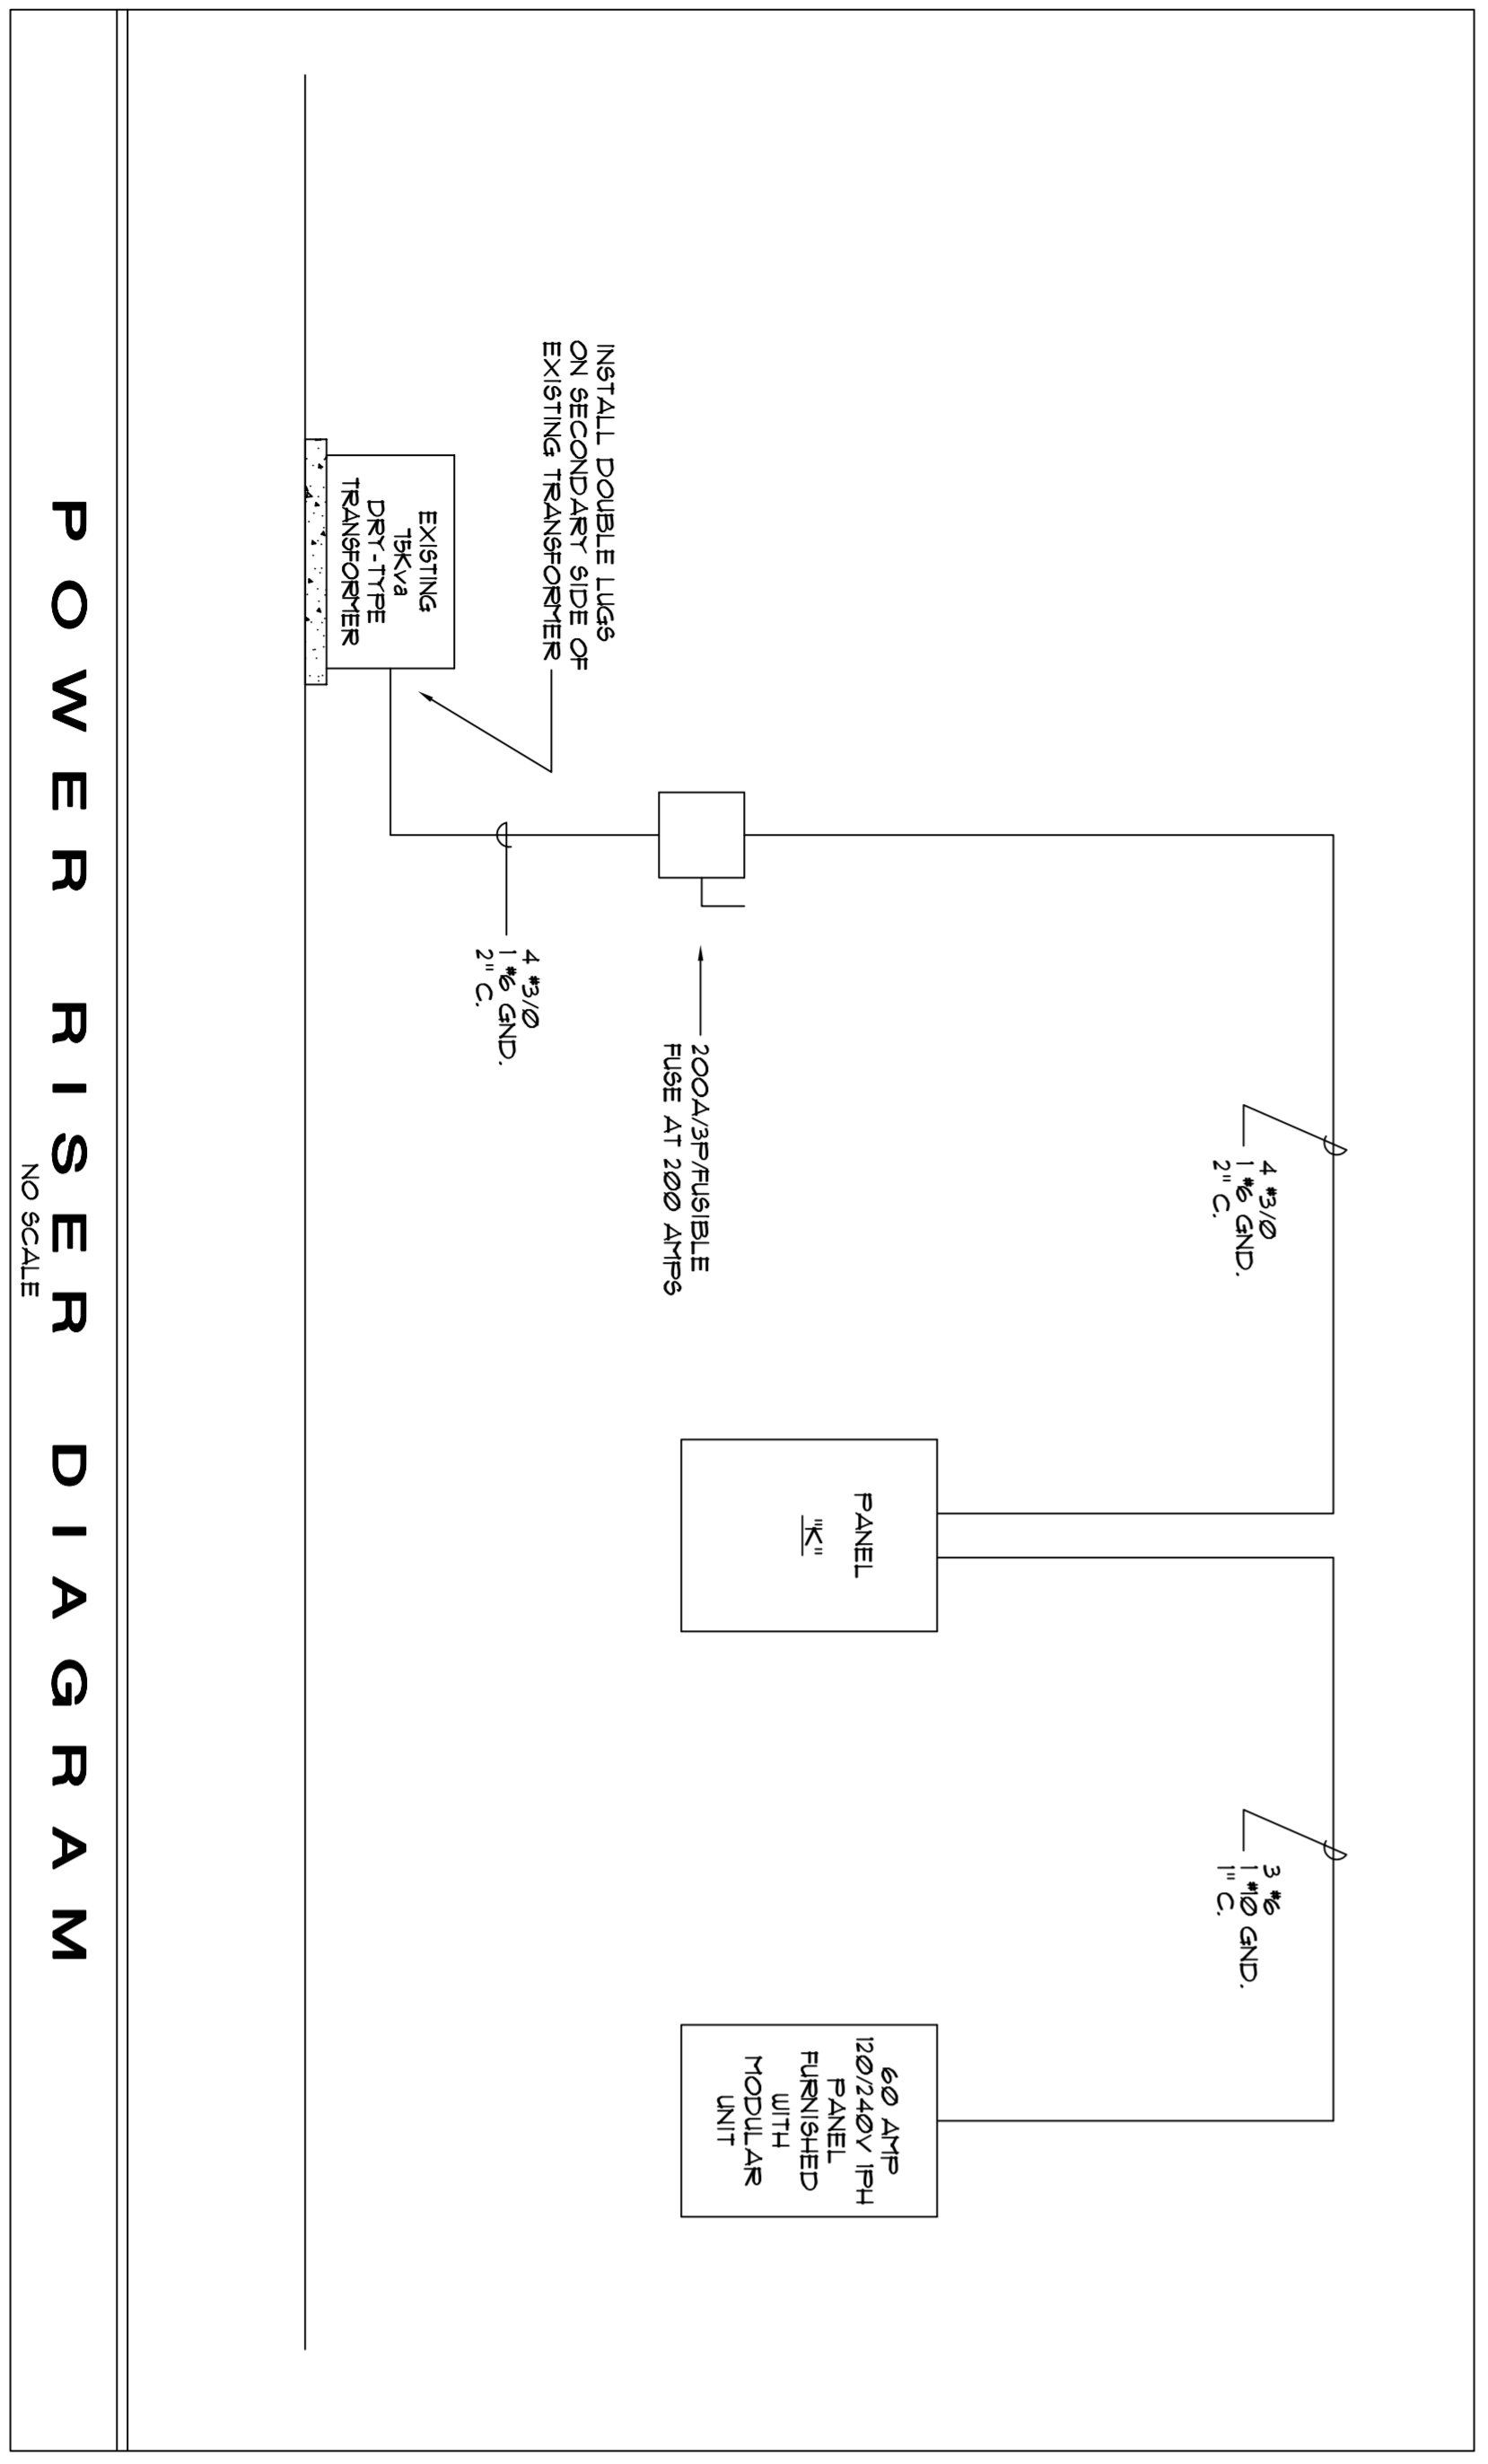 INSTALL DOUBLE LUGS
ON SECONDARY SIDE OF
EXISTING TRANSFORMER
EXISTING
75Kva
DRY-TYPE
TRANSFORMER
4 #3/0
1 #6 GND.
2" C.
200A/3P/FUSIBLE
FUSE AT 200 AMPS
4 #3/0
1 #6 GND.
2" C.
PANEL
"K"
3 #6
1 #10 GND.
1" C.
60 AMP
120/240V 1PH
PANEL
FURNISHED
WITH
MODULAR
UNIT
POWER RISER DIAGRAM
NO SCALE